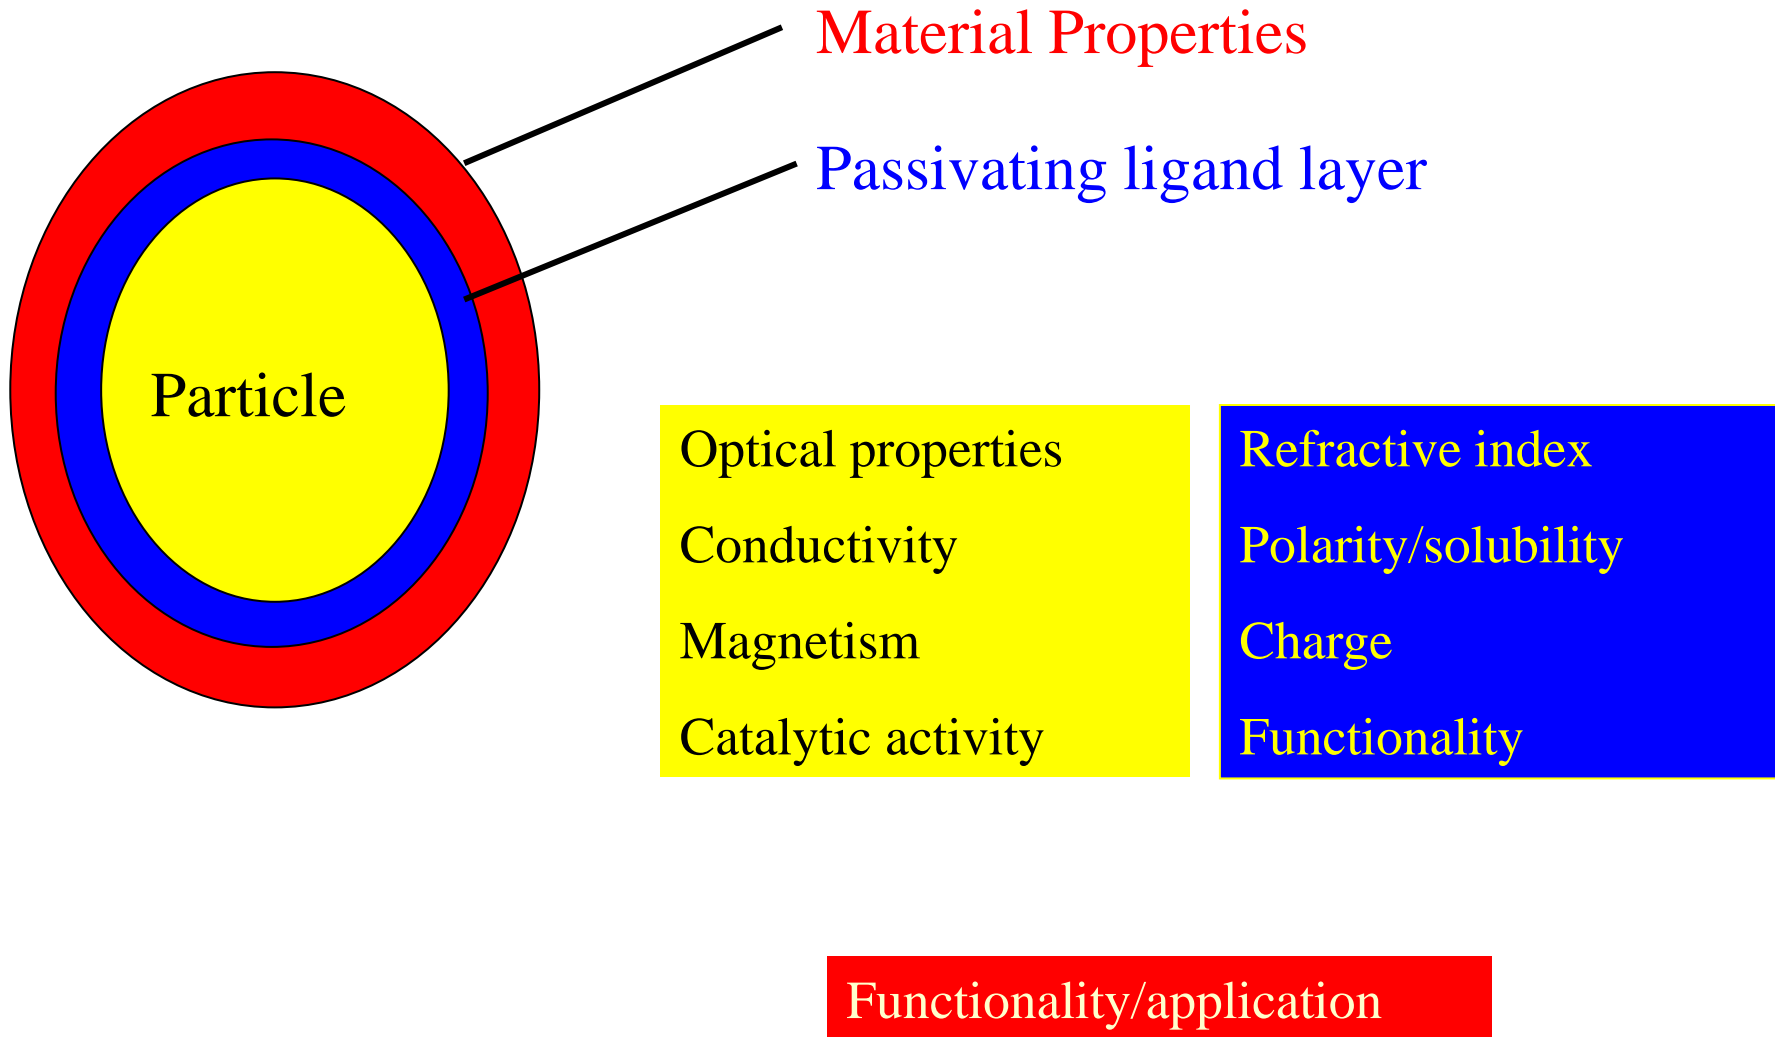 Material Properties
Passivating ligand layer
Particle
Optical properties
Conductivity
Magnetism
Catalytic activity
Refractive index
Polarity/solubility
Charge
Functionality
Functionality/application